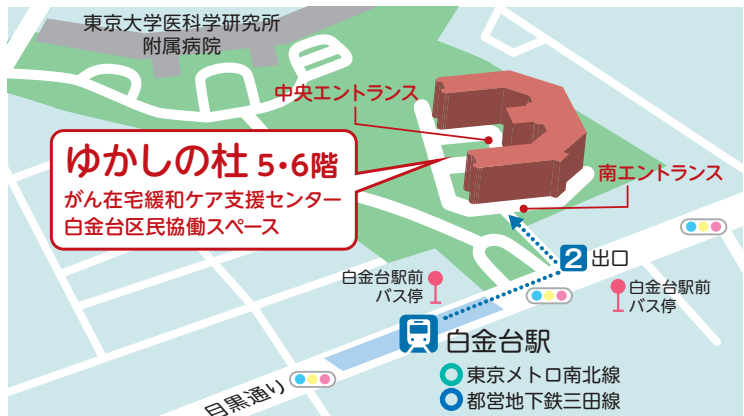 東京大学医科学研究所
附属病院
中央エントランス
ゆかしの杜 5・6階
がん在宅緩和ケア支援センター
白金台区民協働スペース
南エントランス
2 出口
白金台駅前
バス停
白金台駅前
バス停
白金台駅
東京メトロ南北線
都営地下鉄三田線
目黒通り